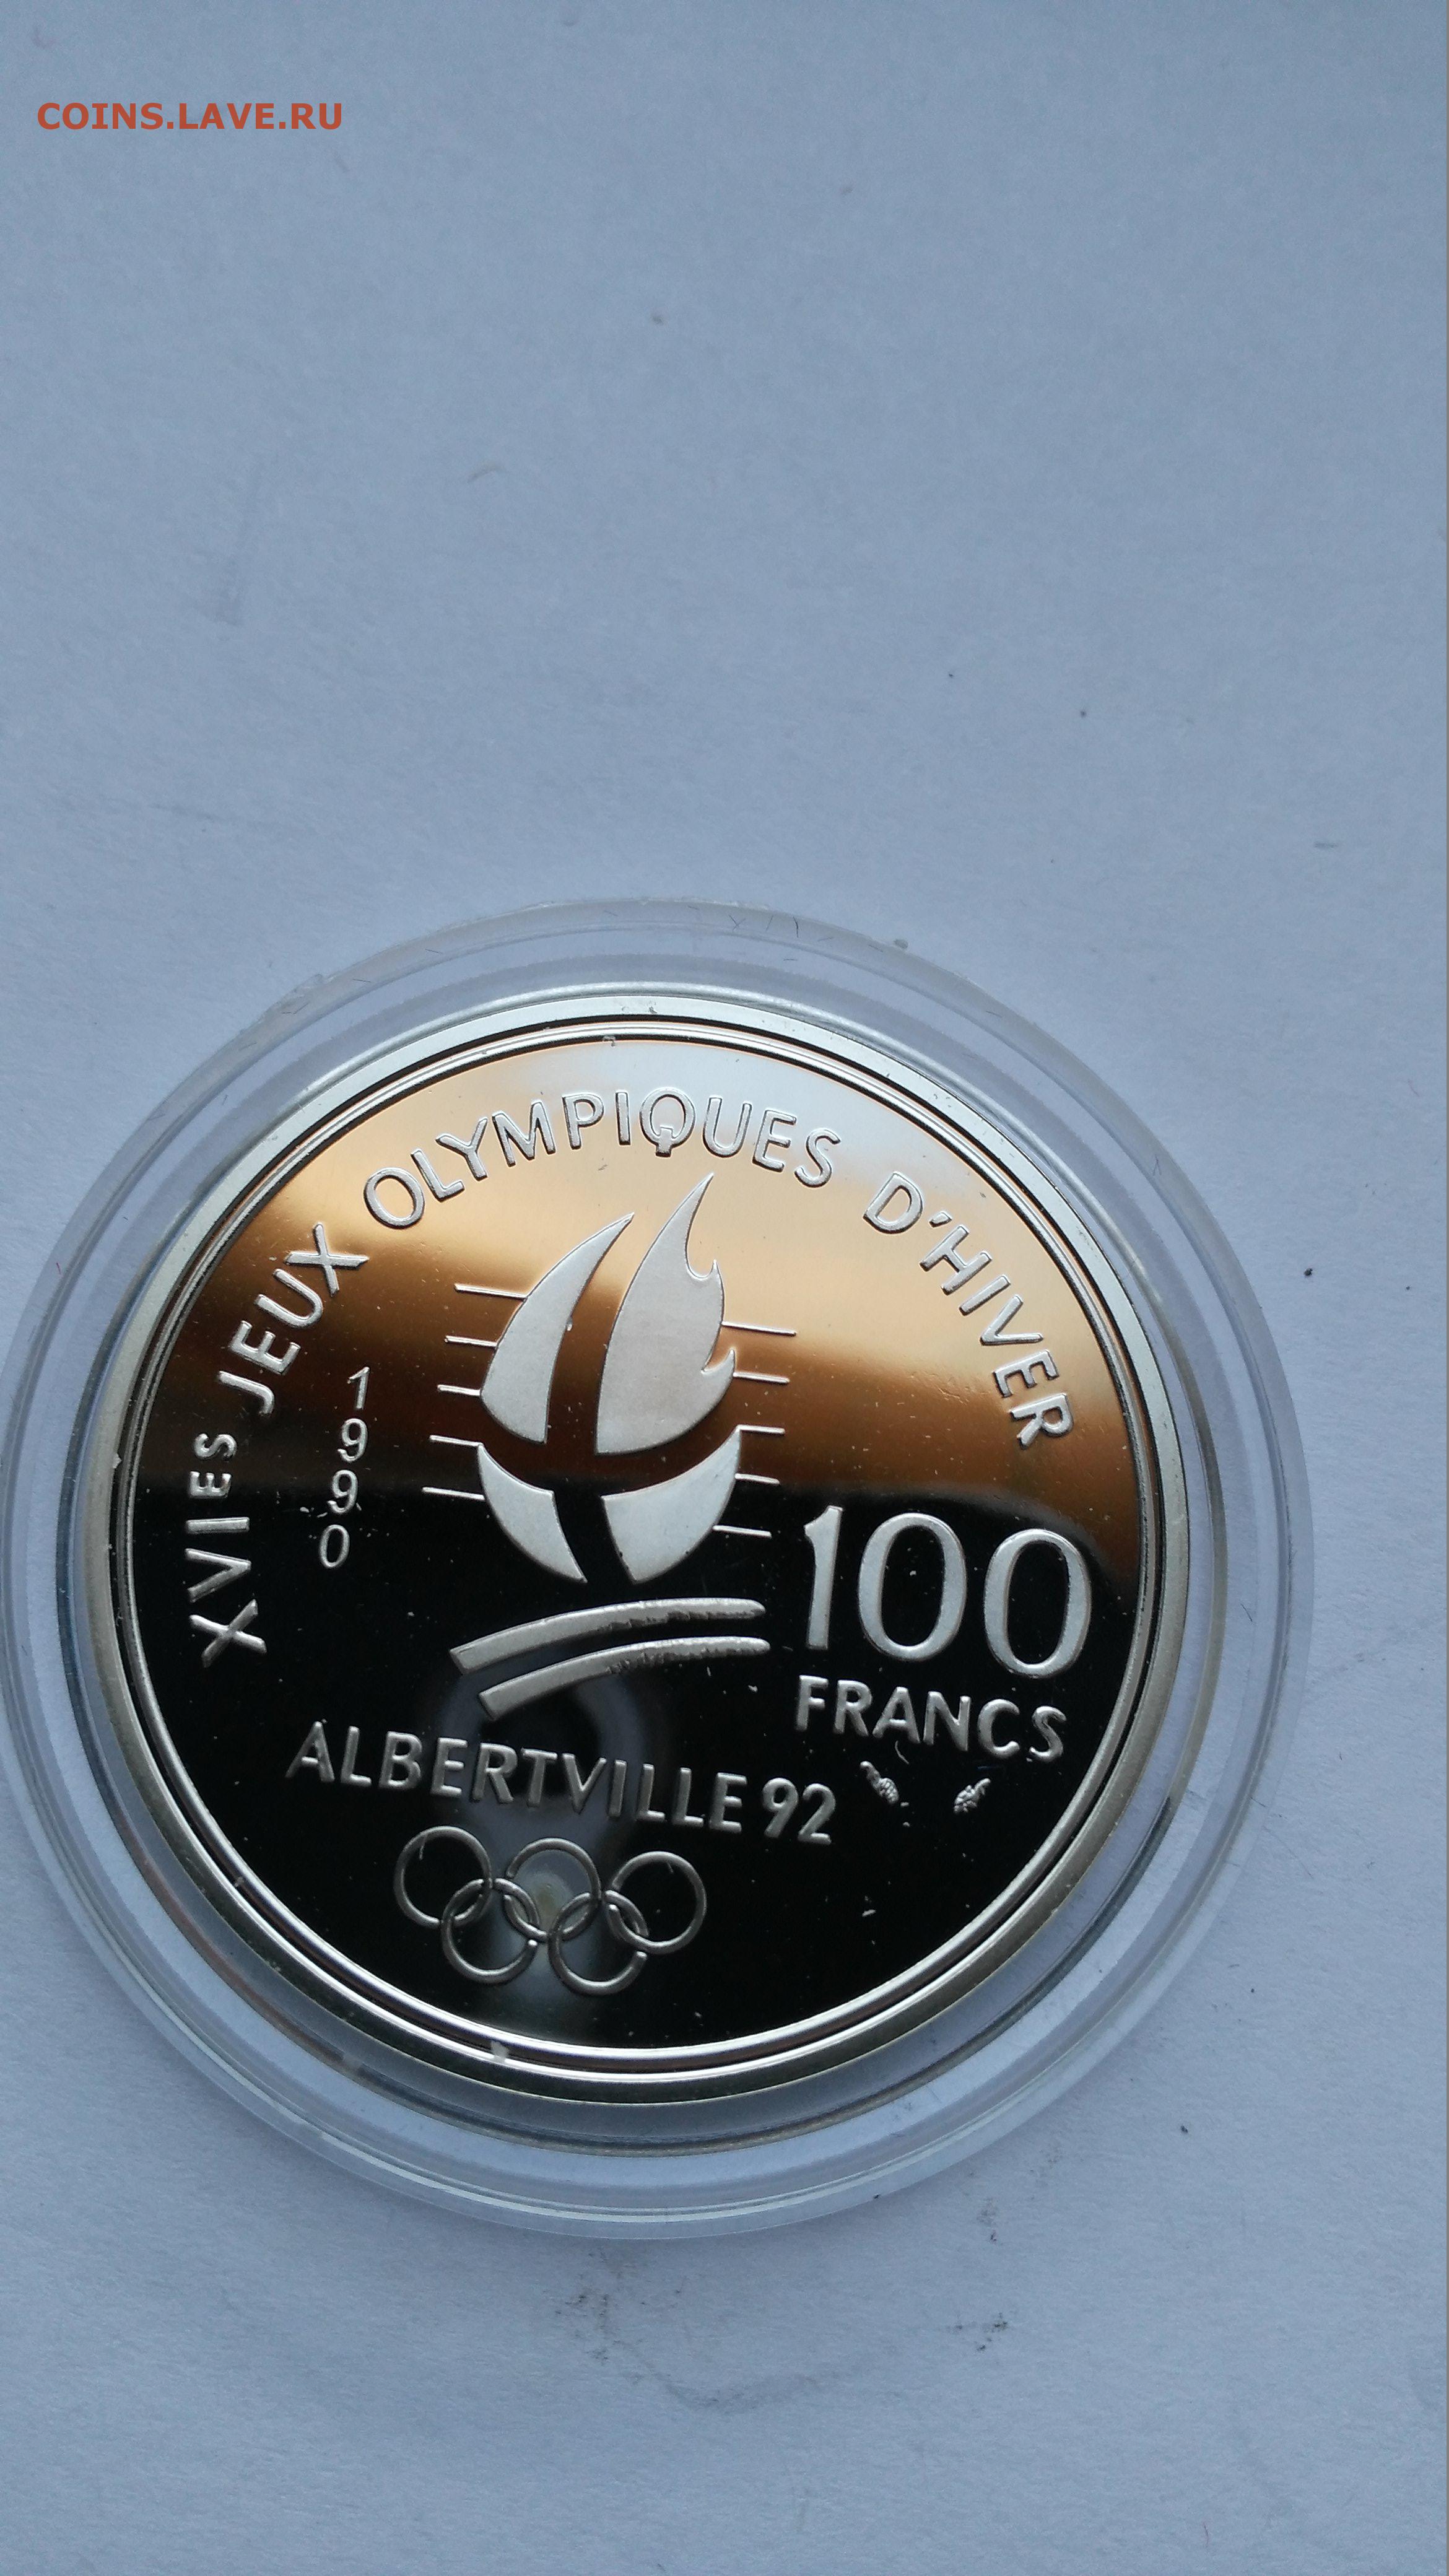 COINS.LAVE.RU
XVIES JEUX OLYMPIQUES D'HIVER
1990
100
FRANCS
ALBERTVILLE 92